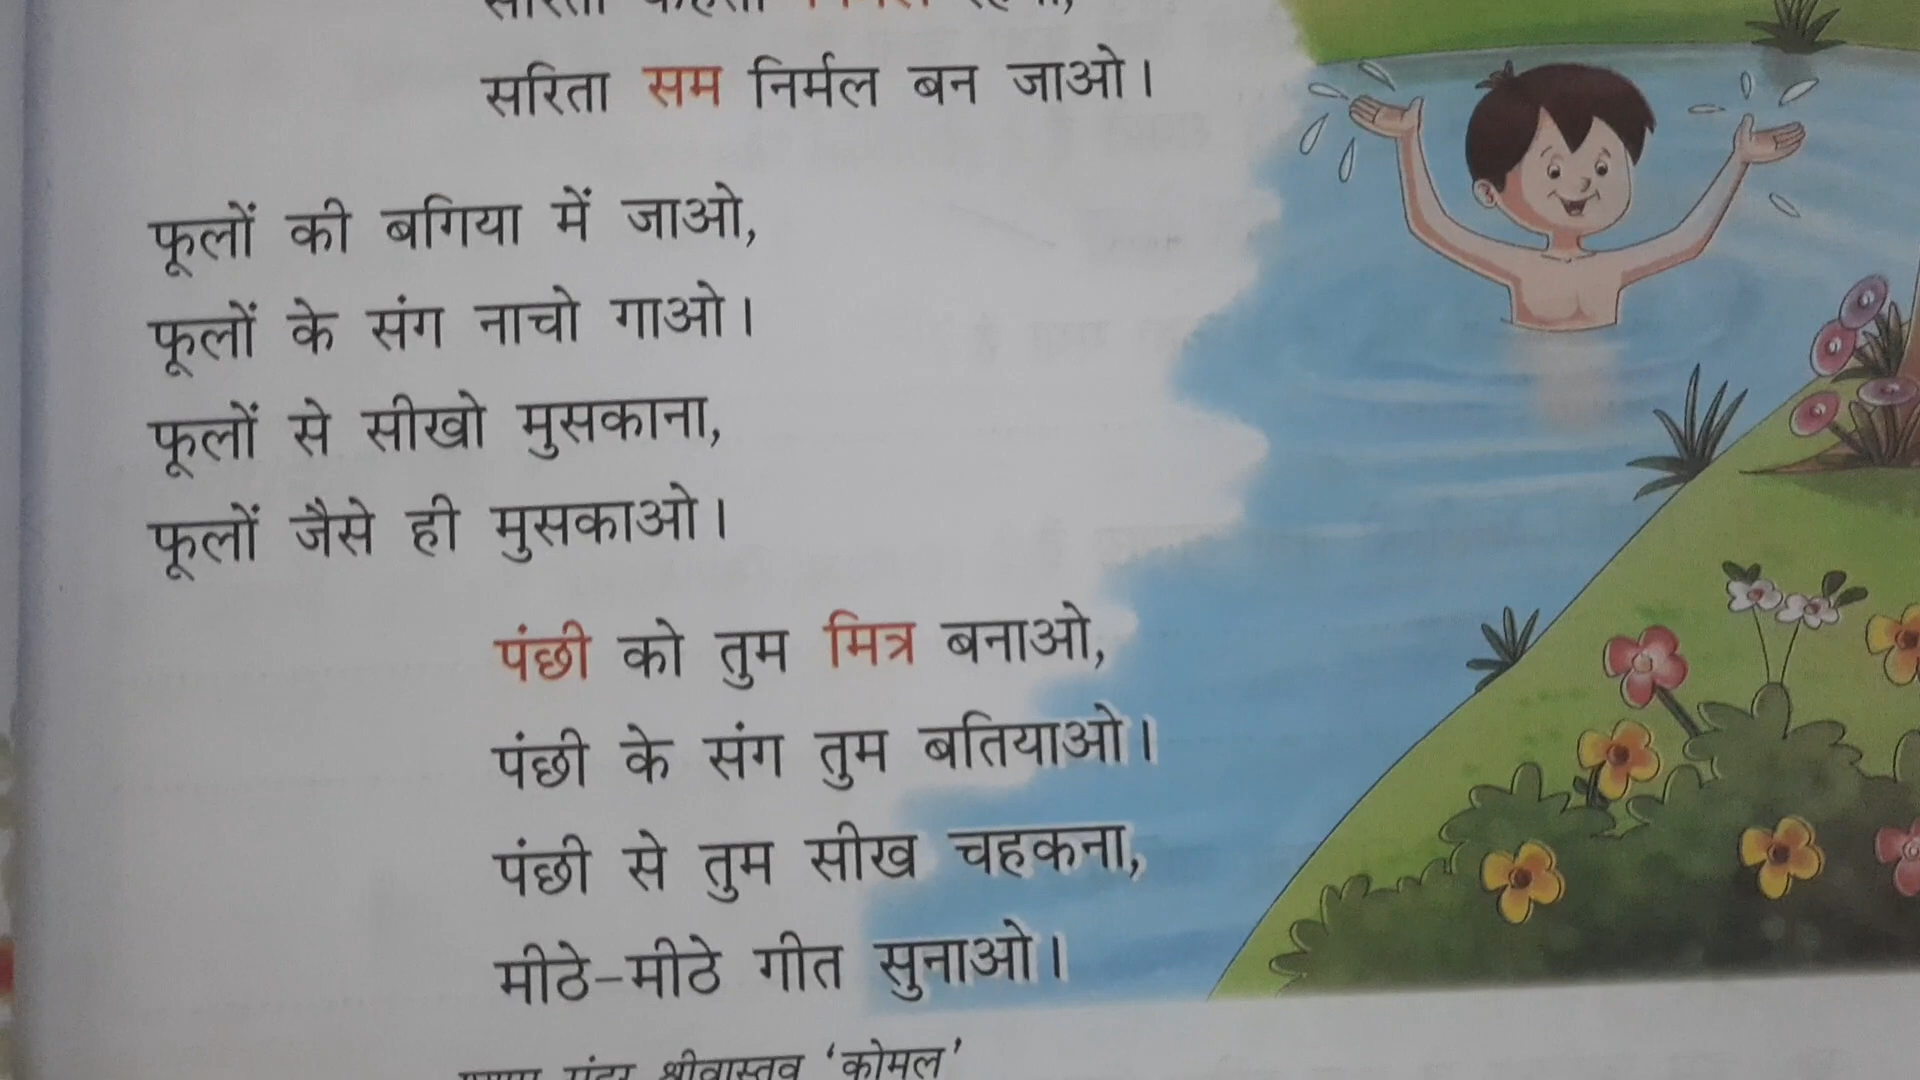 सरिता सम निर्मल बन जाओ।
फूलों की बगिया में जाओ,
फूलों के संग नाचो गाओ।
फूलों से सीखो मुसकाना,
फूलों जैसे ही मुसकाओ।
पंछी को तुम मित्र बनाओ,
पंछी के संग तुम बतियाओ।
पंछी से तुम सीख चहकना,
मीठे-मीठे गीत सुनाओ।
श्रीवास्तव 'कोमल'